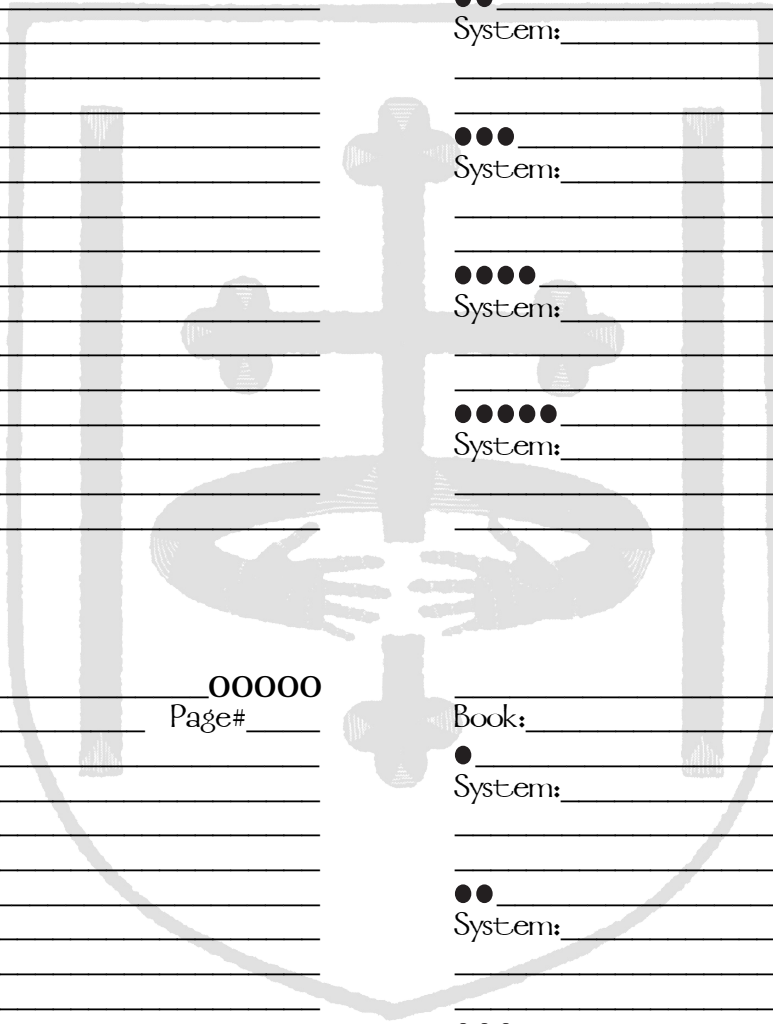 ●●
System:
●●●
System:
●●●●
System:
●●●●●
System:
OOOOO
Page#
Book:
●
System:
●●
System: